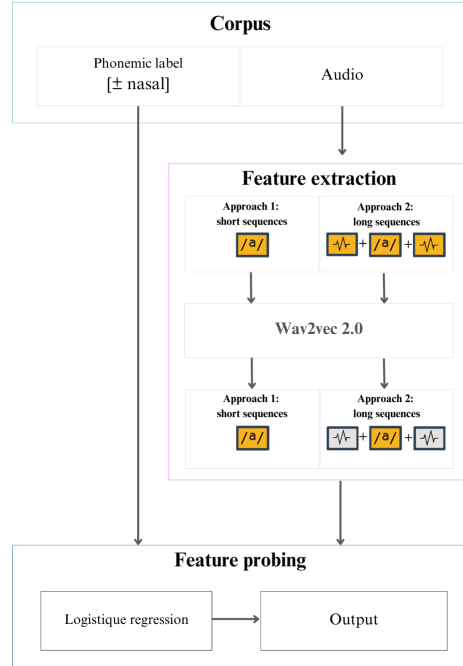 Corpus
Phonemic label
[± nasal]
Audio
Feature extraction
Approach 1:
short sequences
Approach 2:
long sequences
/a/
+ /a/ +
Wav2vec 2.0
Approach 1:
short sequences
Approach 2:
long sequences
/a/
+ /a/ +
Feature probing
Logistique regression
Output